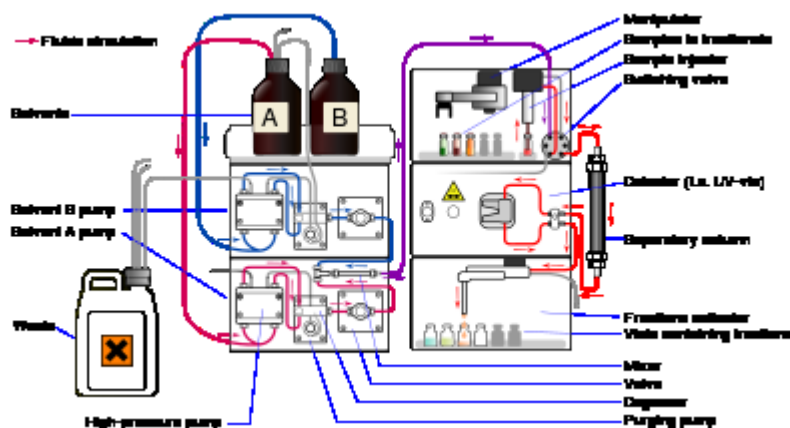 Manipulator
Samples to fractionate
Fluids circulation
Sample injector
Switching valve
Solvents
A
B
Detector (i.e. UV-vis)
Solvent B pump
Solvent A pump
Separatory column
Waste
Fractions collector
Vials containing fractions
Mixer
Valve
Degasser
High-pressure pump
Purging pump